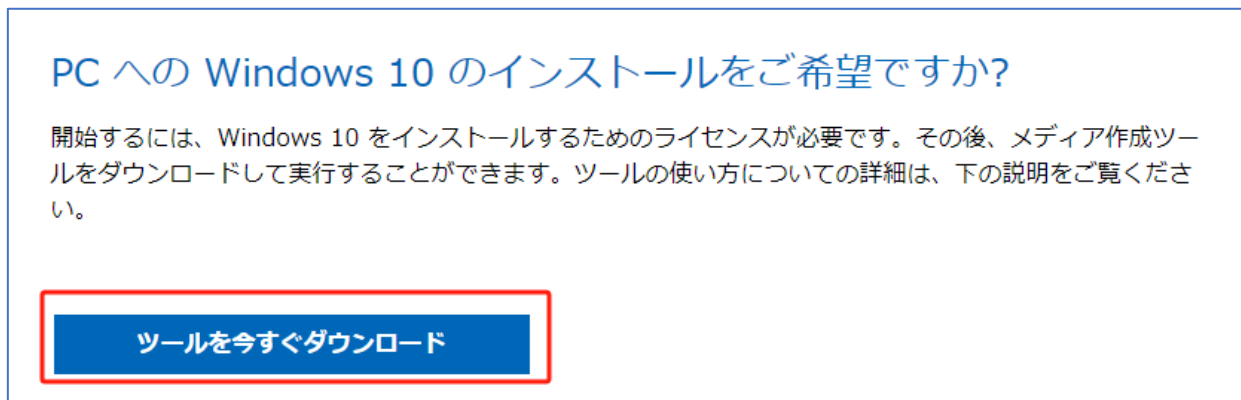 PC への Windows 10 のインストールをご希望ですか?
開始するには、Windows 10 をインストールするためのライセンスが必要です。その後、メディア作成ツー
ルをダウンロードして実行することができます。ツールの使い方についての詳細は、下の説明をご覧くださ
い。
ツールを今すぐダウンロード